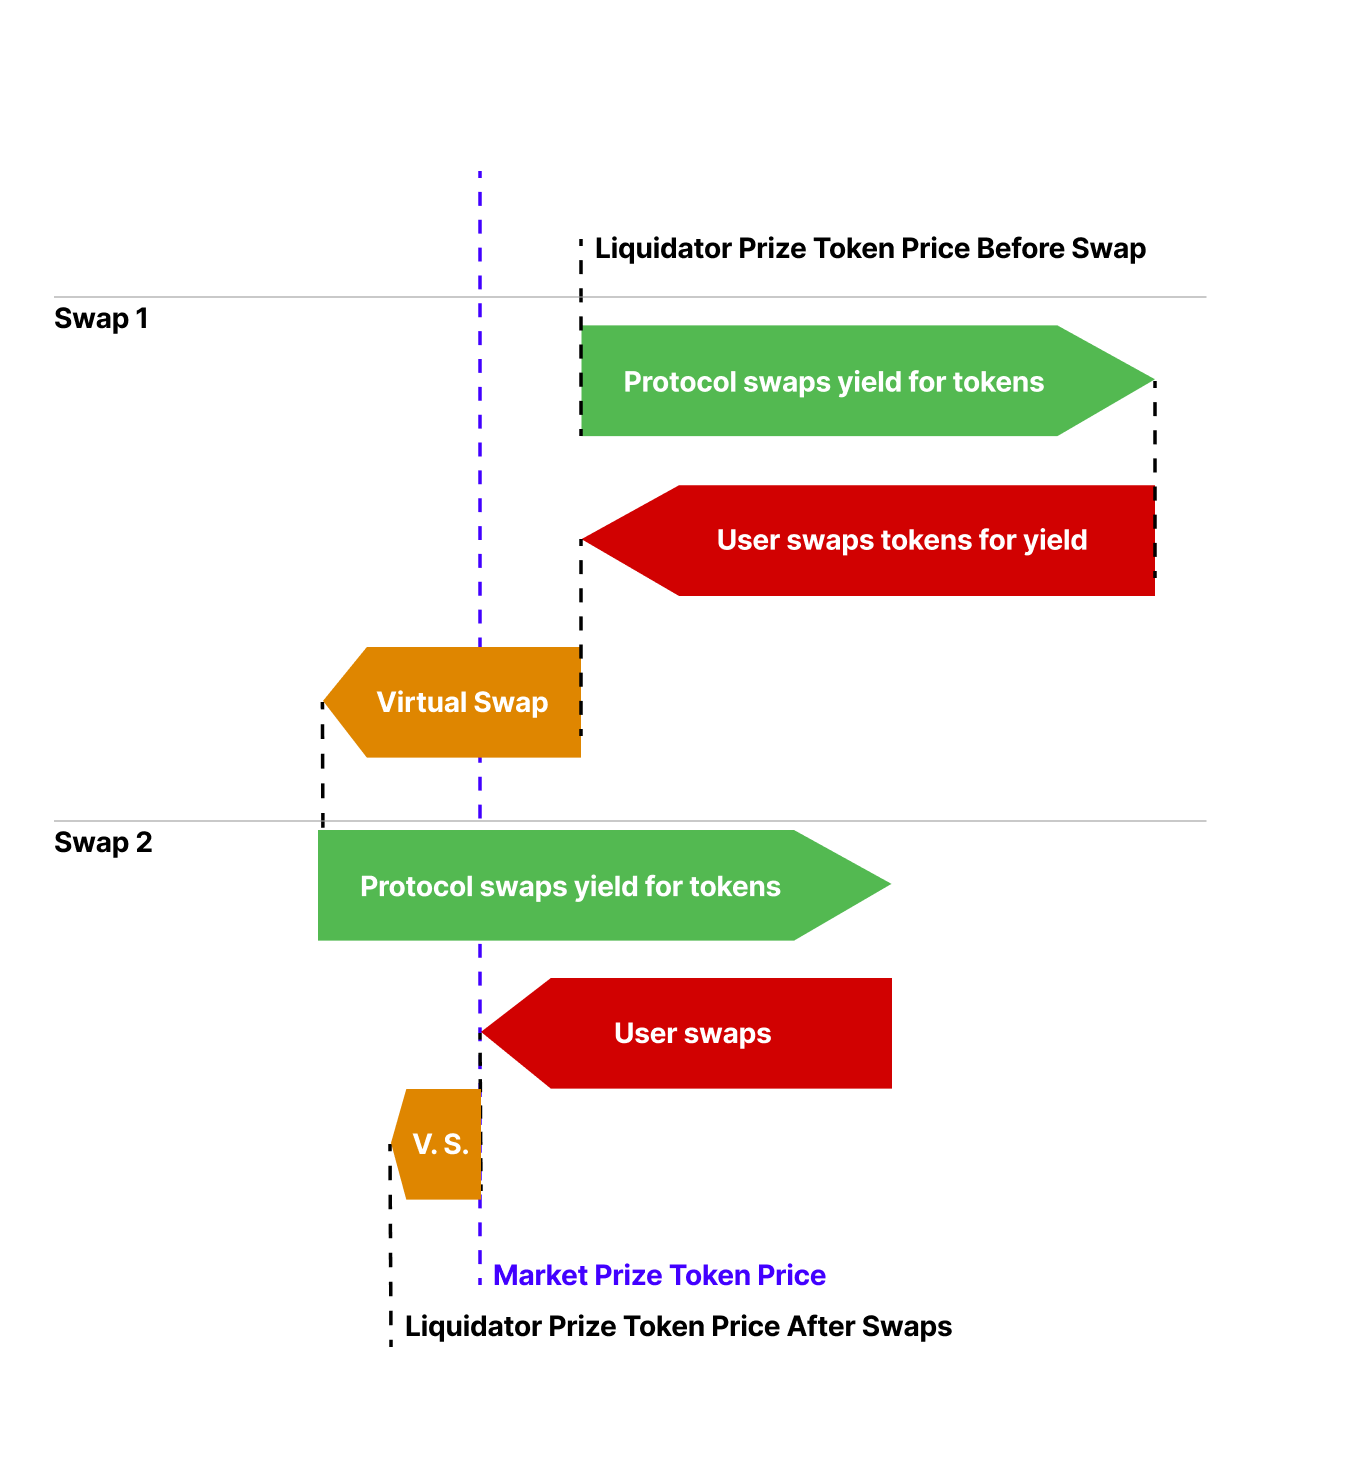 Liquidator Prize Token Price Before Swap
Swap 1
Protocol swaps yield for tokens
User swaps tokens for yield
Virtual Swap
Swap 2
Protocol swaps yield for tokens
User swaps
V. S.
Market Prize Token Price
Liquidator Prize Token Price After Swaps